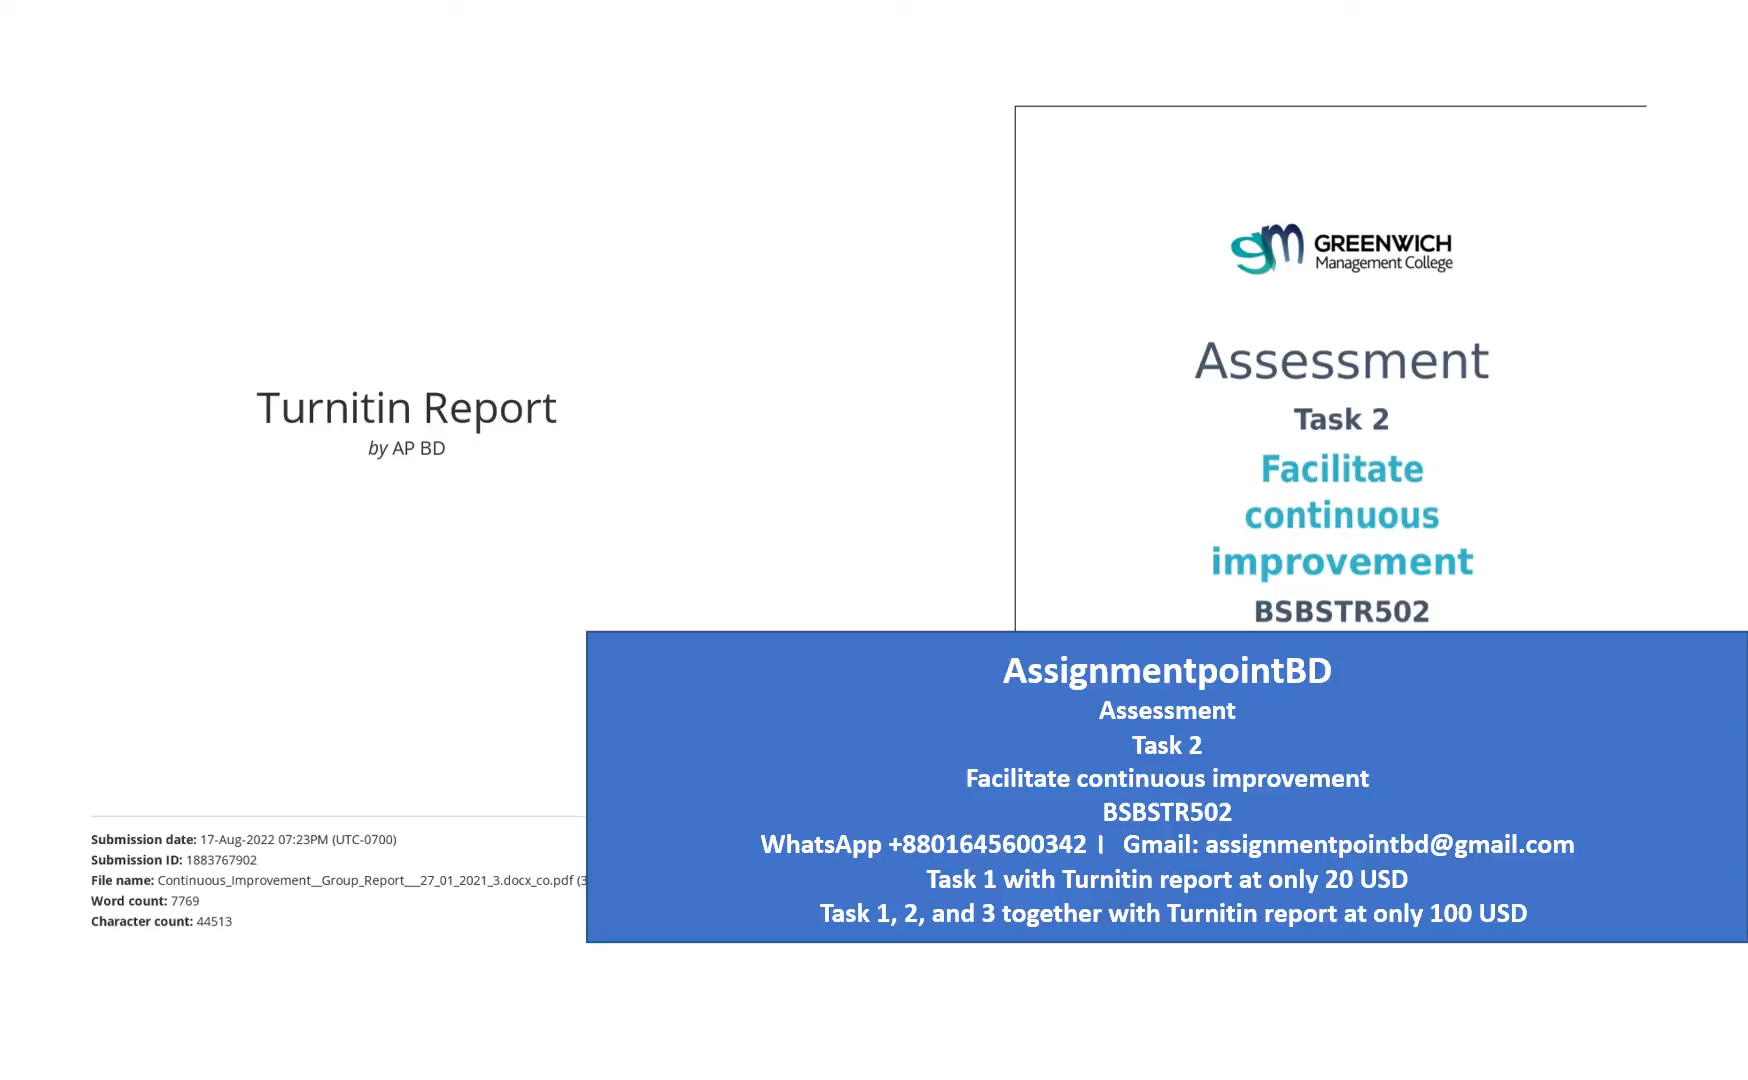 Turnitin Report
by AP BD
Submission date: 17-Aug-2022 07:23PM (UTC-0700)
Submission ID: 1883767902
File name: Continuous_Improvement__Group_Report___27_01_2021_3.docx_co.pdf (3
Word count: 7769
Character count: 44513
gm GREENWICH
Management College
Assessment
Task 2
Facilitate
continuous
improvement
BSBSTR502
AssignmentpointBD
Assessment
Task 2
Facilitate continuous improvement
BSBSTR502
WhatsApp +8801645600342 I Gmail: assignmentpointbd@gmail.com
Task 1 with Turnitin report at only 20 USD
Task 1, 2, and 3 together with Turnitin report at only 100 USD